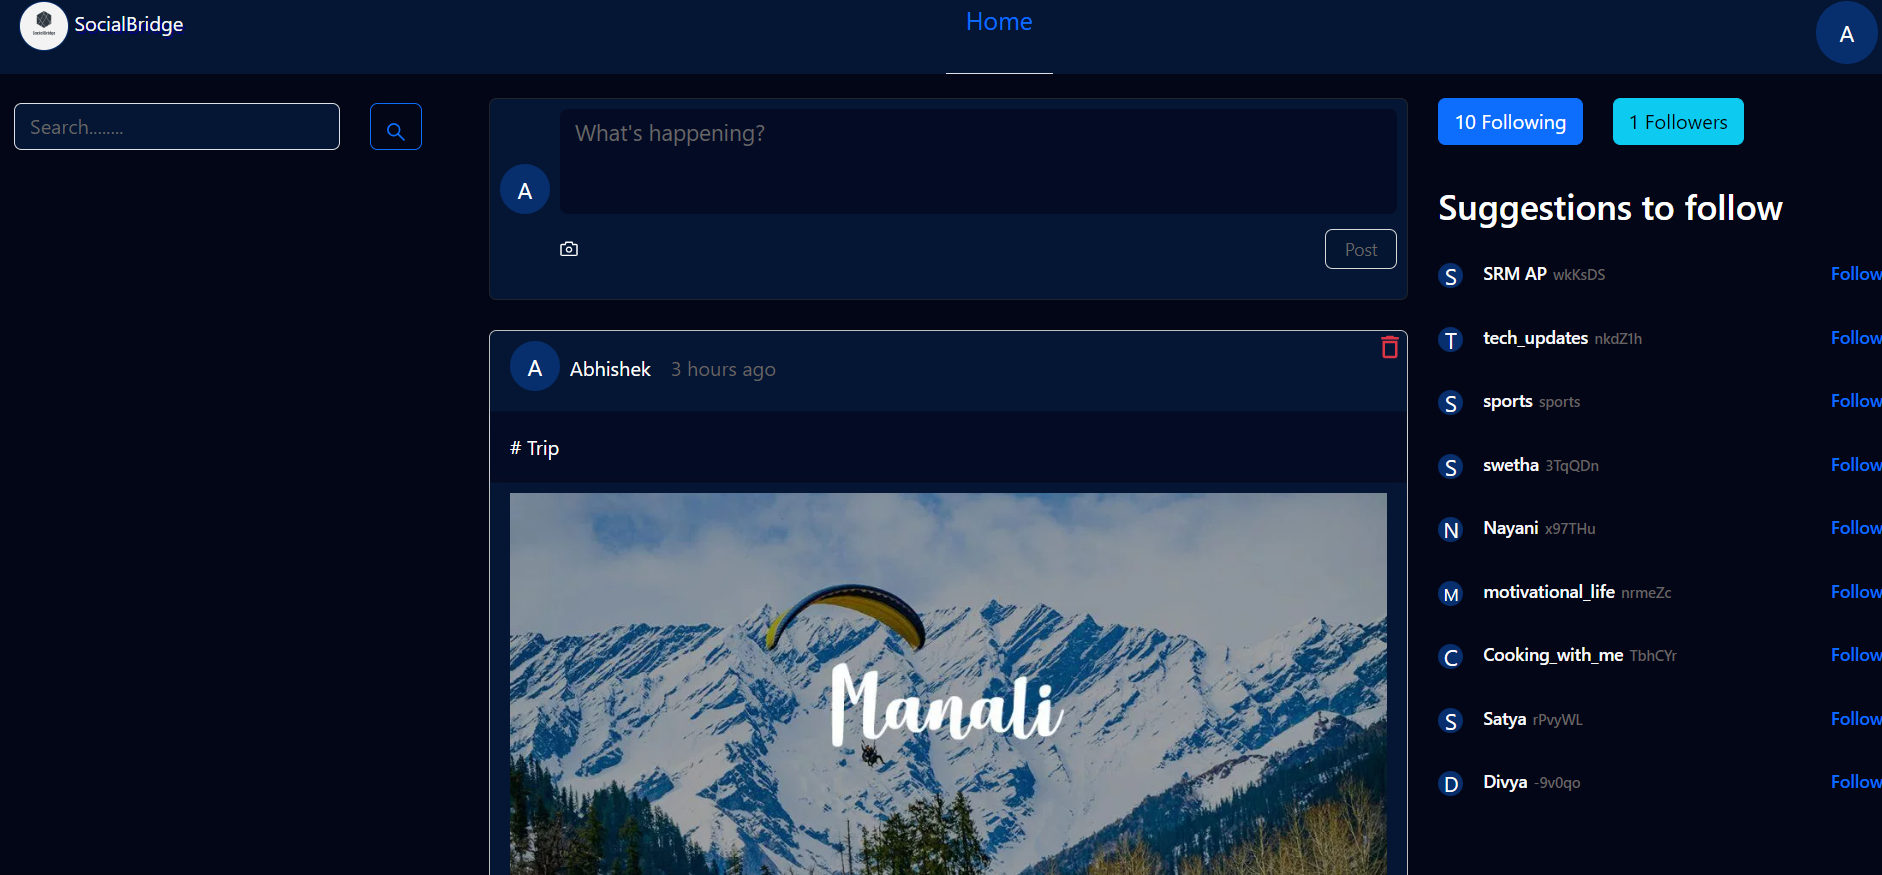 SocialBridge
SocialBridge
Home
A
Search........
What's happening?
A
Post
10 Following
1 Followers
Suggestions to follow
S SRM AP wkKsDS Follow
T tech_updates nkdZ1h Follow
S sports sports Follow
S swetha 3TqQDn Follow
N Nayani x97THu Follow
M motivational_life nrmeZc Follow
C Cooking_with_me TbhCYr Follow
S Satya rPvyWL Follow
D Divya -9v0qo Follow
A Abhishek 3 hours ago
# Trip
Manali